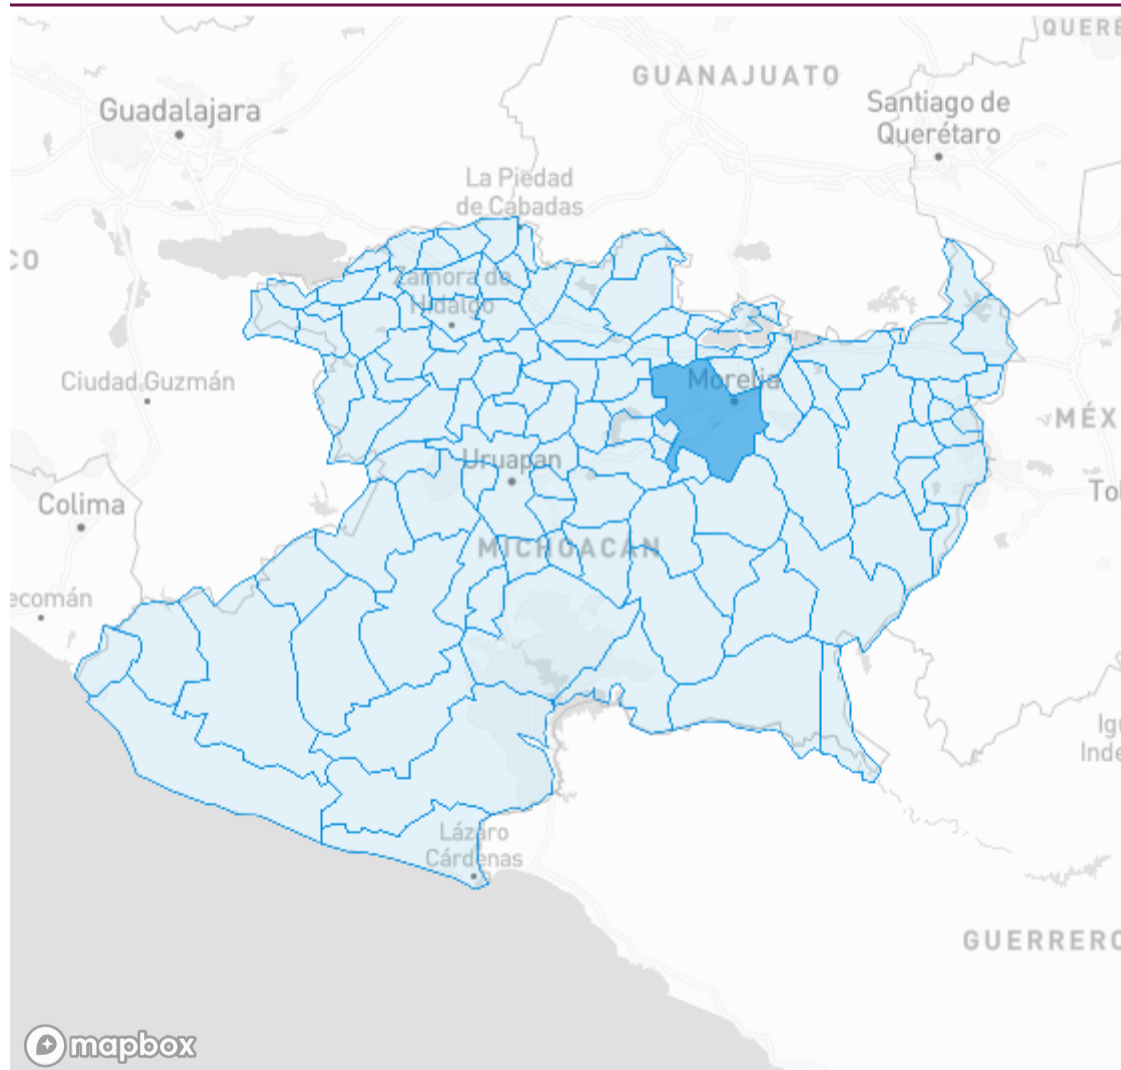 QUERÉ
GUANAJUATO
Guadalajara
Santiago de
Querétaro
La Piedad
de Cabadas
CO
Zamora de
Hidalgo
Ciudad Guzmán
Morelia
MÉX
Uruapan
Tol
Colima
MICHOACÁN
ecomán
Igu
Inde
Lázaro
Cárdenas
GUERRERO
mapbox